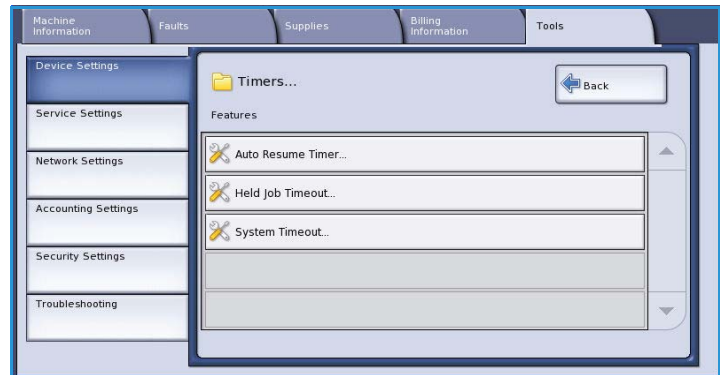 Machine
Information
Faults
Supplies
Billing
Information
Tools
Device Settings
Service Settings
Network Settings
Accounting Settings
Security Settings
Troubleshooting
Timers...
Back
Features
Auto Resume Timer...
Held Job Timeout...
System Timeout...